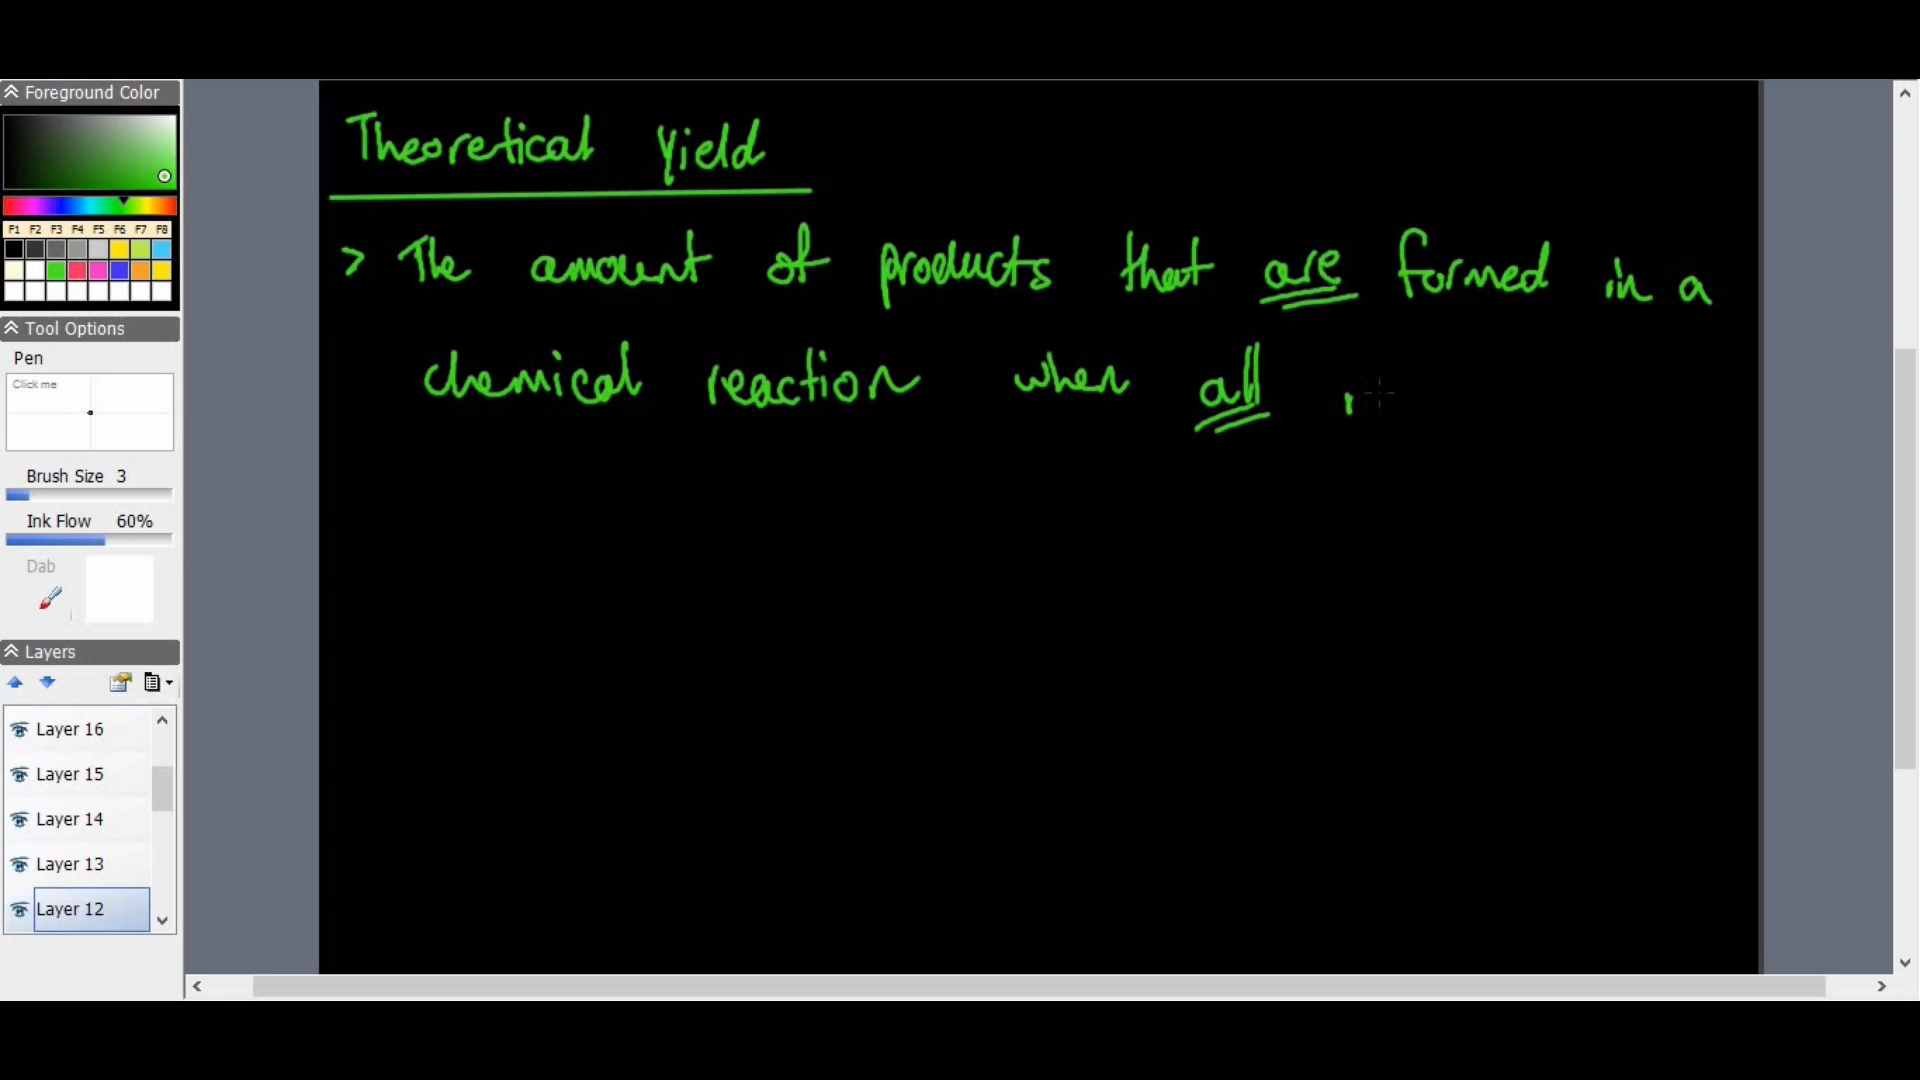 Foreground Color
F1 F2 F3 F4 F5 F6 F7 F8
Tool Options
Pen
Click me
Brush Size 3
Ink Flow 60%
Dab
Layers
Layer 16
Layer 15
Layer 14
Layer 13
Layer 12
Theoretical Yield
> The amount of products that are formed in a
chemical reaction when all